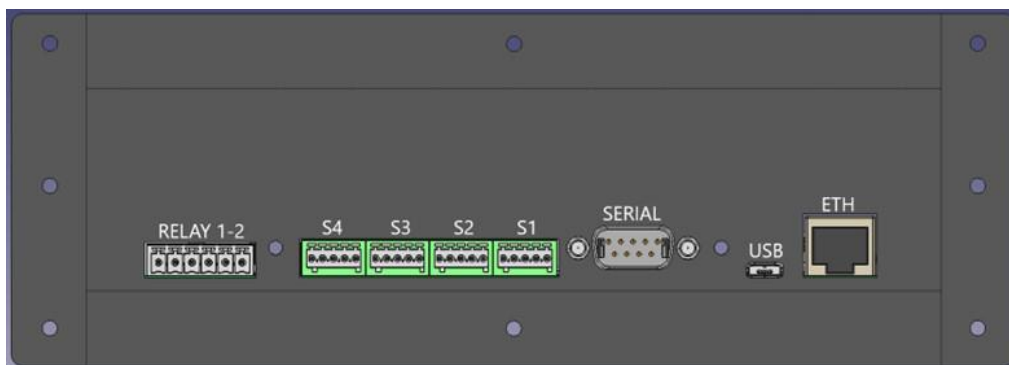 RELAY 1-2
S4
S3
S2
S1
SERIAL
USB
ETH